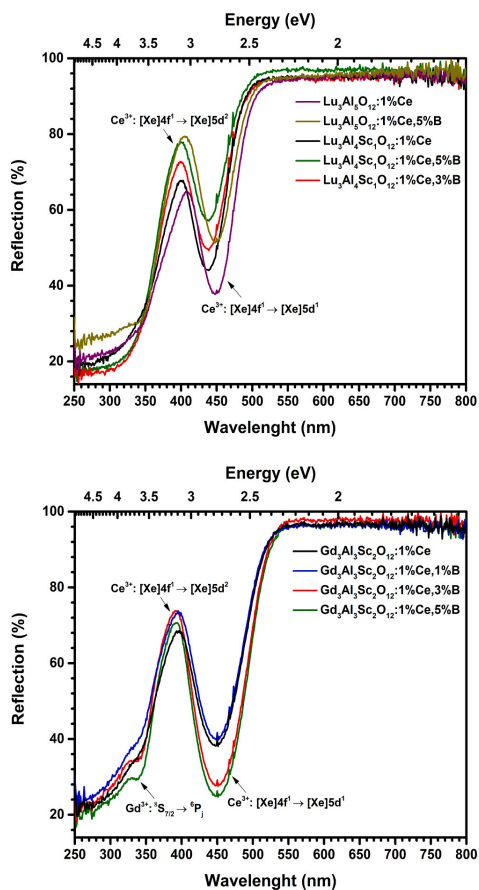 Energy (eV)
4.5 4 3.5 3 2.5 2
100
80
60
40
20
Reflection (%)
Ce³⁺: [Xe]4f¹ → [Xe]5d²
Lu₃Al₅O₁₂:1%Ce
Lu₃Al₅O₁₂:1%Ce,5%B
Lu₃Al₄Sc₁O₁₂:1%Ce
Lu₃Al₄Sc₁O₁₂:1%Ce,5%B
Lu₃Al₄Sc₁O₁₂:1%Ce,3%B
Ce³⁺: [Xe]4f¹ → [Xe]5d¹
250 300 350 400 450 500 550 600 650 700 750 800
Wavelenght (nm)
Energy (eV)
4.5 4 3.5 3 2.5 2
100
80
60
40
20
Reflection (%)
Ce³⁺: [Xe]4f¹ → [Xe]5d²
Gd₃Al₃Sc₂O₁₂:1%Ce
Gd₃Al₃Sc₂O₁₂:1%Ce,1%B
Gd₃Al₃Sc₂O₁₂:1%Ce,3%B
Gd₃Al₃Sc₂O₁₂:1%Ce,5%B
Gd³⁺: ⁸S₇/₂ → ⁶Pⱼ
Ce³⁺: [Xe]4f¹ → [Xe]5d¹
250 300 350 400 450 500 550 600 650 700 750 800
Wavelenght (nm)